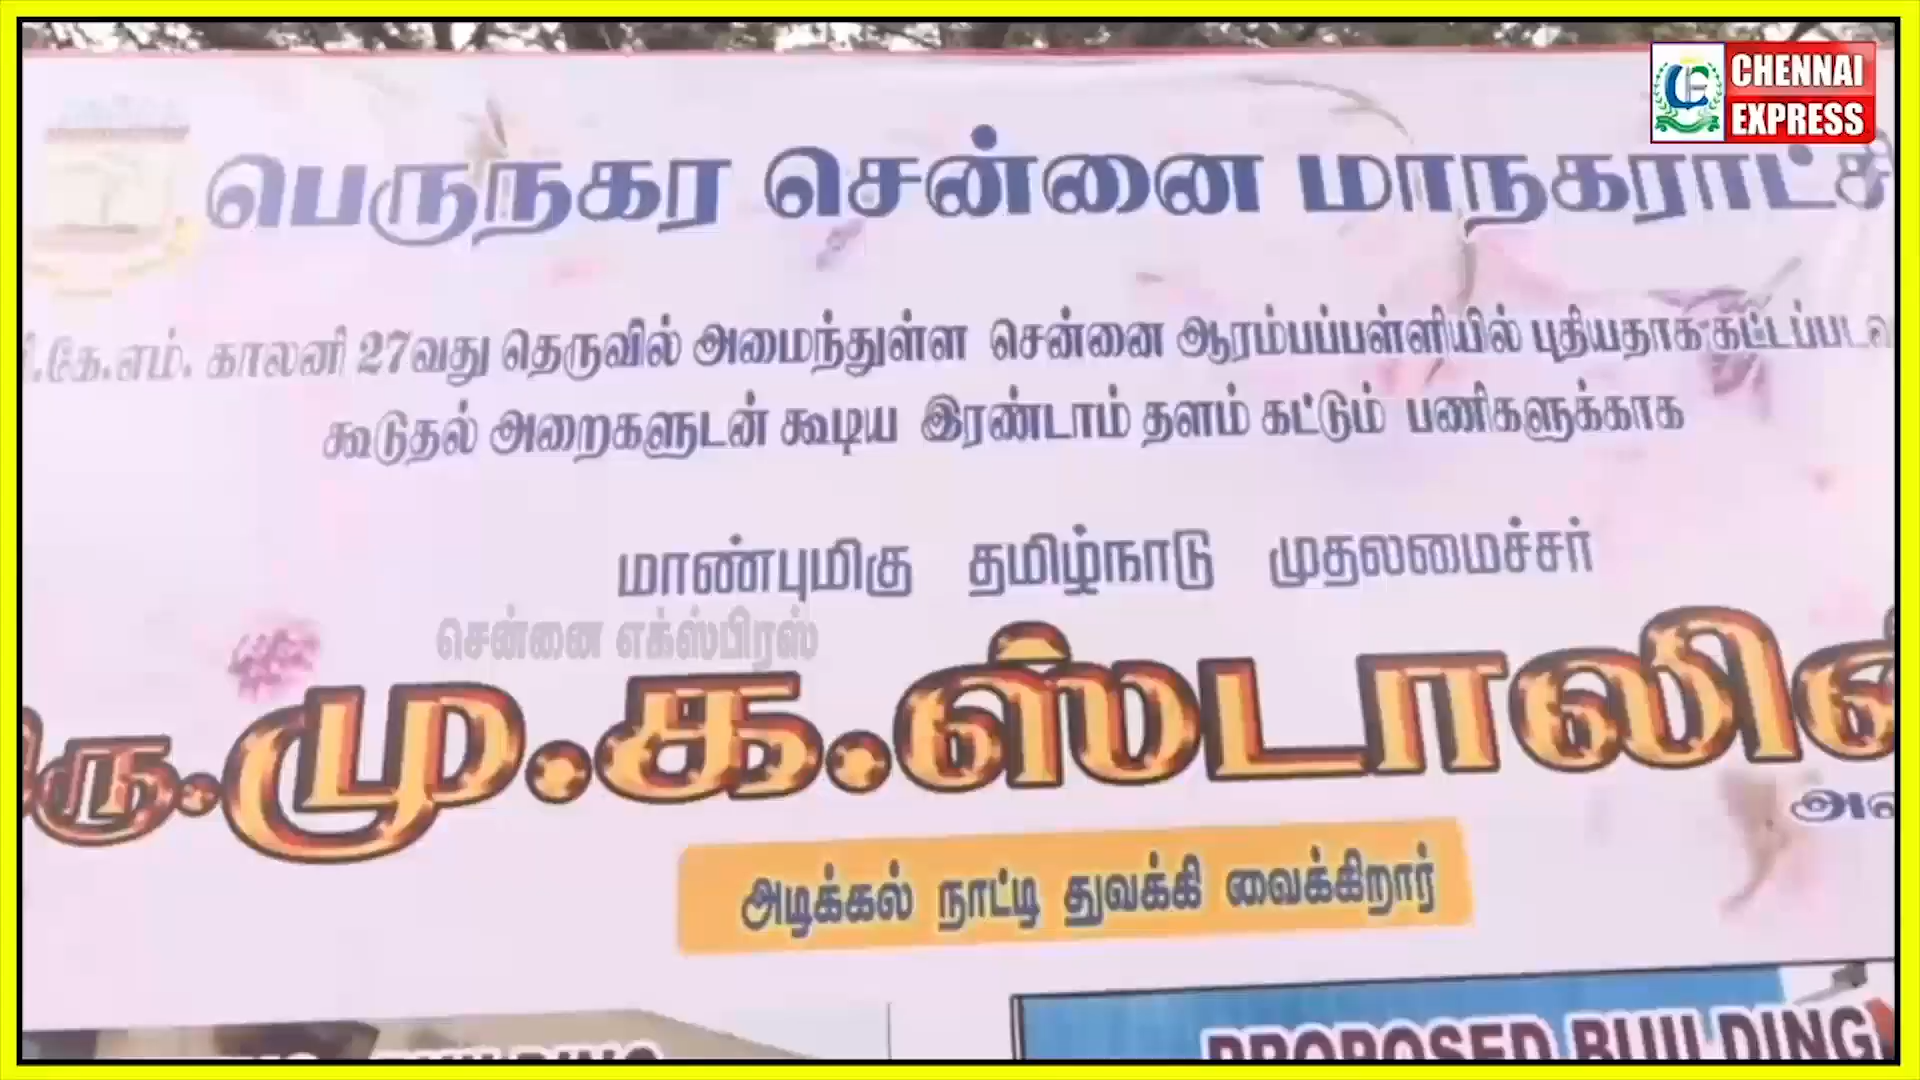 CHENNAI
EXPRESS
பெருநகர சென்னை மாநகராட்சி
.கே.எம். காலனி 27வது தெருவில் அமைந்துள்ள சென்னை ஆரம்பப்பள்ளியில் புதியதாக கட்டப்பட
கூடுதல் அறைகளுடன் கூடிய இரண்டாம் தளம் கட்டும் பணிகளுக்காக
மாண்புமிகு தமிழ்நாடு முதலமைச்சர்
சென்னை எக்ஸ்பிரஸ்
ரு.மு.க.ஸ்டாலின்
அடிக்கல் நாட்டி துவக்கி வைக்கிறார்
PROPOSED BUILDING